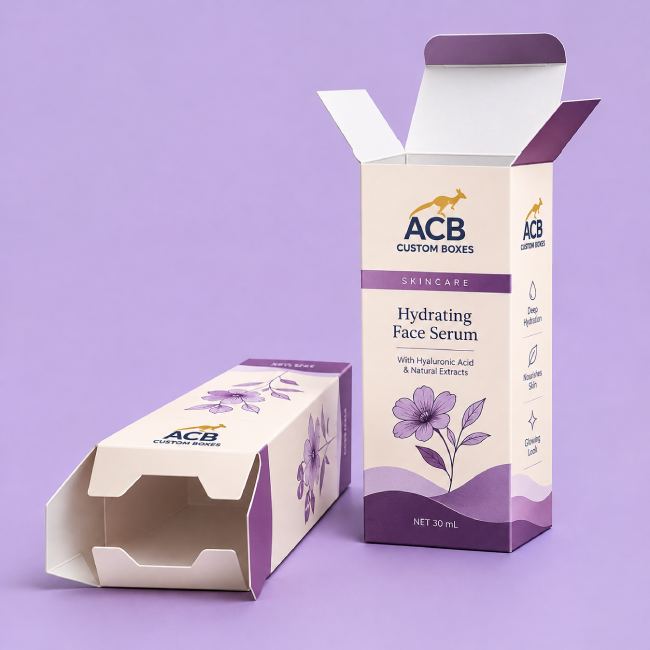 ACB
CUSTOM BOXES
SKINCARE
Hydrating
Face Serum
With Hyaluronic Acid
& Natural Extracts
NET 30 mL
ACB
CUSTOM BOXES
Deep
Hydration
Nourishes
Skin
Glowing
Look
ACB
CUSTOM BOXES